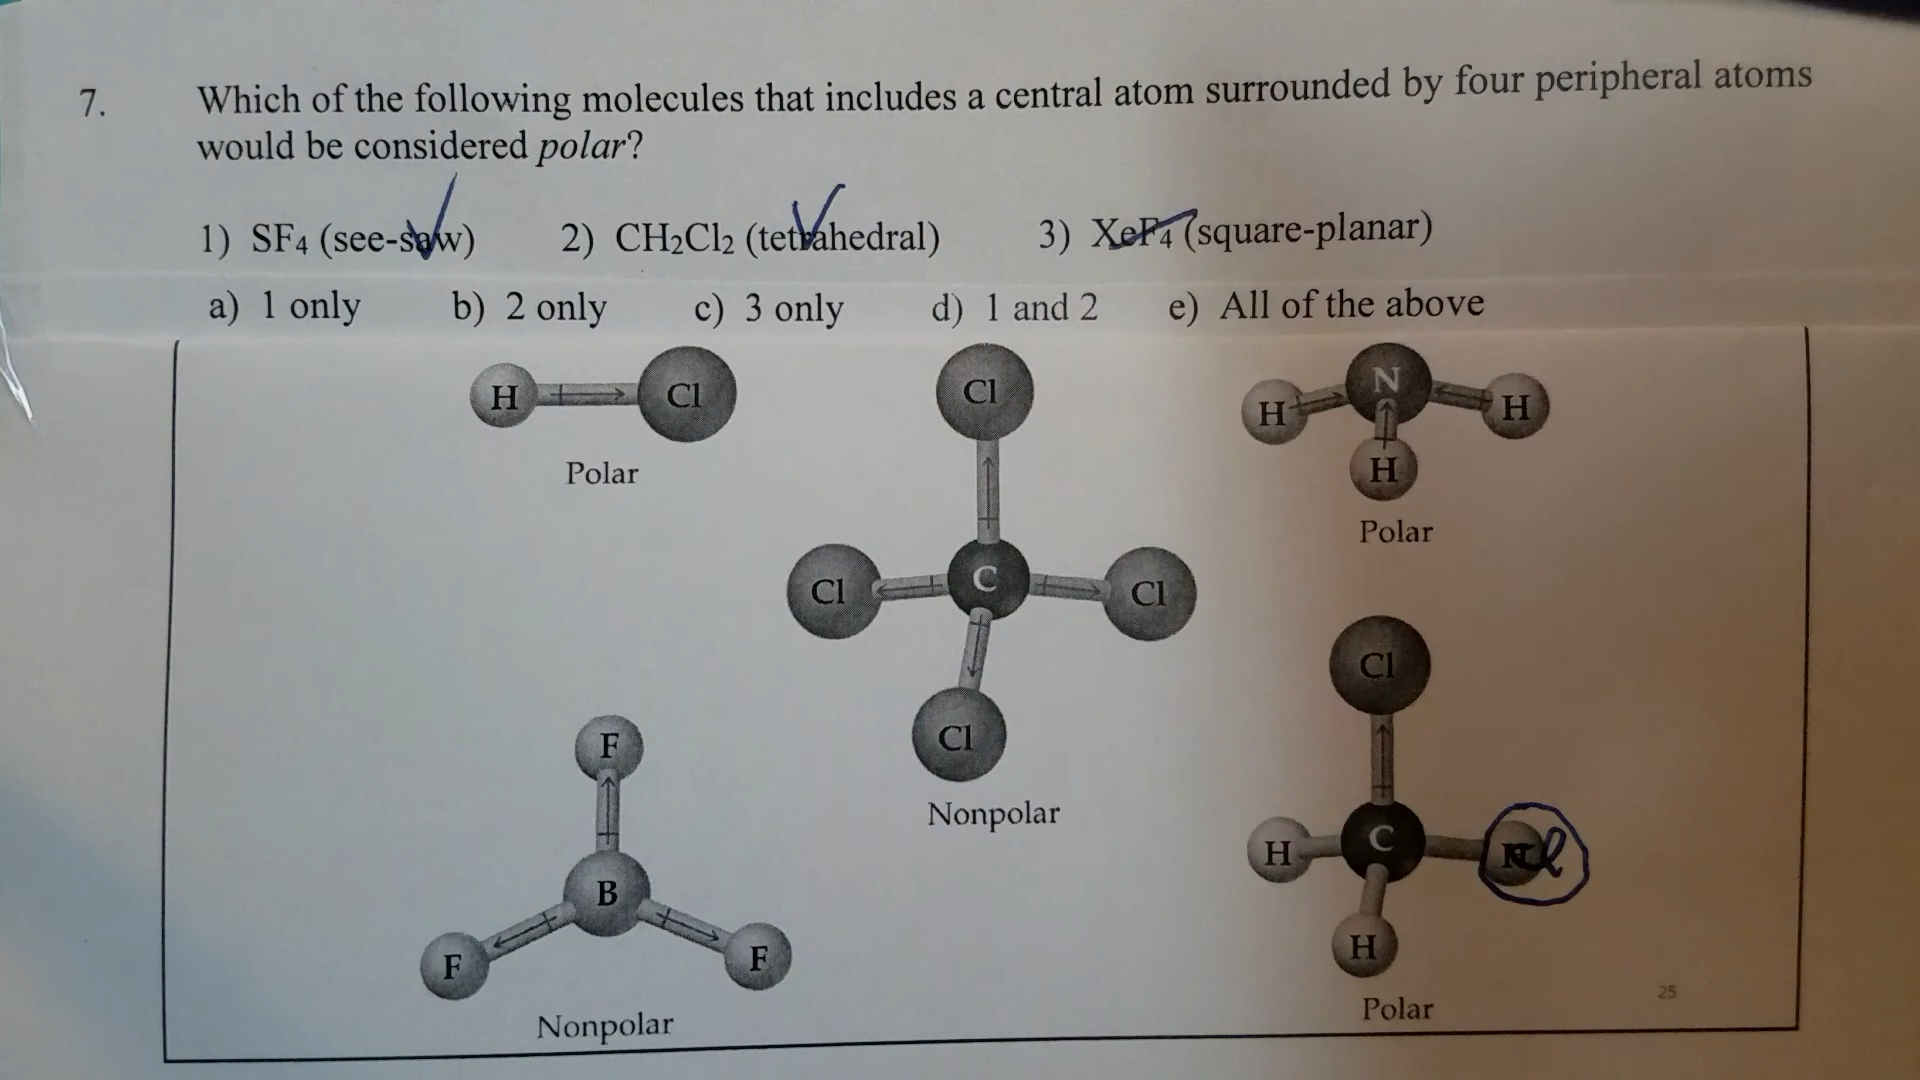 7. Which of the following molecules that includes a central atom surrounded by four peripheral atoms
would be considered polar?
1) SF4 (see-saw) 2) CH2Cl2 (tetrahedral) 3) XeF4 (square-planar)
a) 1 only b) 2 only c) 3 only d) 1 and 2 e) All of the above
H Cl
Polar
Cl
Cl C Cl
Cl
Nonpolar
H N H
H
Polar
F
B
F F
Nonpolar
Cl
H C
H
Polar
25